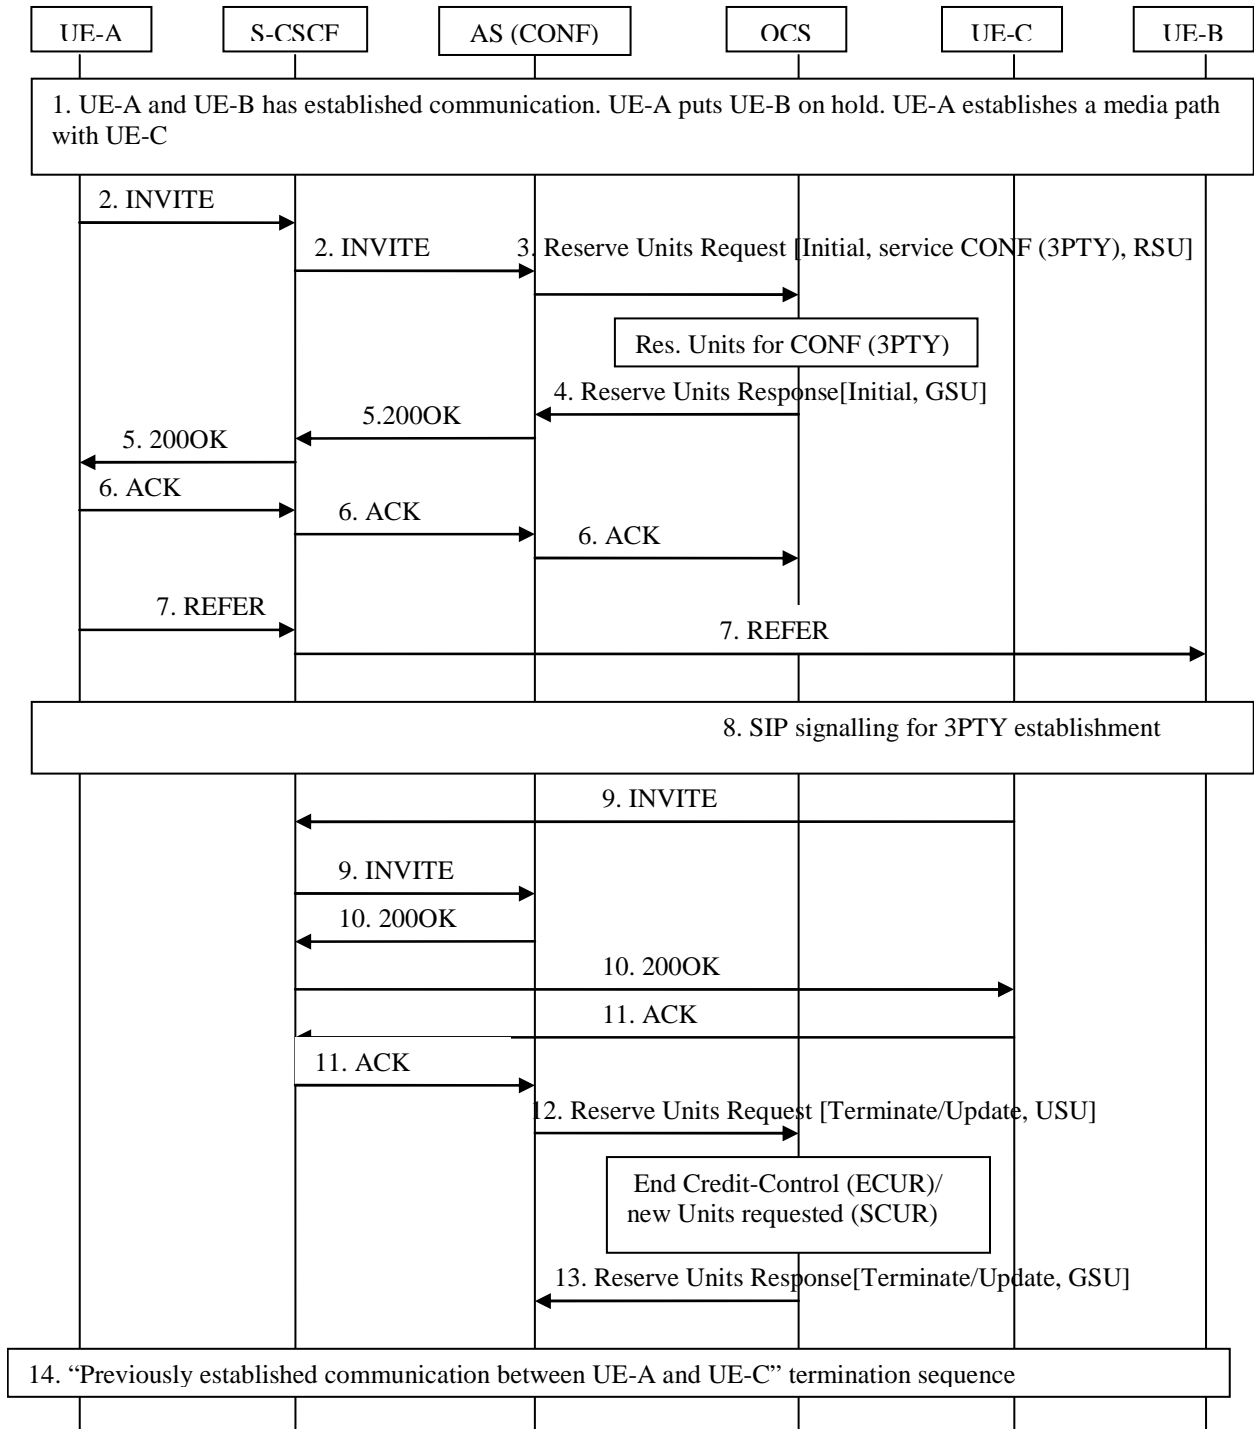 UE-A
S-CSCF
AS (CONF)
OCS
UE-C
UE-B
1. UE-A and UE-B has established communication. UE-A puts UE-B on hold. UE-A establishes a media path
with UE-C
2. INVITE
2. INVITE
3. Reserve Units Request [Initial, service CONF (3PTY), RSU]
Res. Units for CONF (3PTY)
4. Reserve Units Response[Initial, GSU]
5.200OK
5. 200OK
6. ACK
6. ACK
6. ACK
7. REFER
7. REFER
8. SIP signalling for 3PTY establishment
9. INVITE
9. INVITE
10. 200OK
10. 200OK
11. ACK
11. ACK
12. Reserve Units Request [Terminate/Update, USU]
End Credit-Control (ECUR)/
new Units requested (SCUR)
13. Reserve Units Response[Terminate/Update, GSU]
14. “Previously established communication between UE-A and UE-C” termination sequence